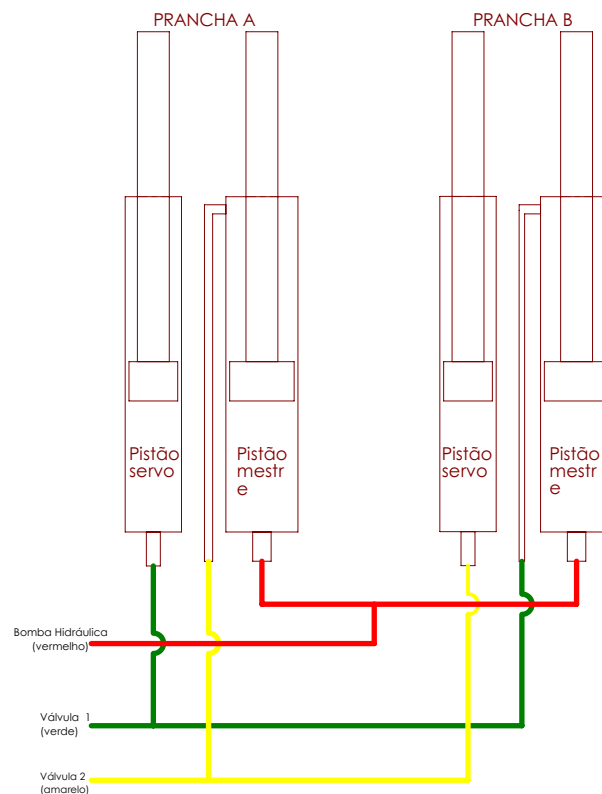 PRANCHA A
PRANCHA B
Pistão
servo
Pistão
mestr
e
Pistão
servo
Pistão
mestr
e
Bomba Hidráulica
(vermelho)
Válvula 1
(verde)
Válvula 2
(amarelo)